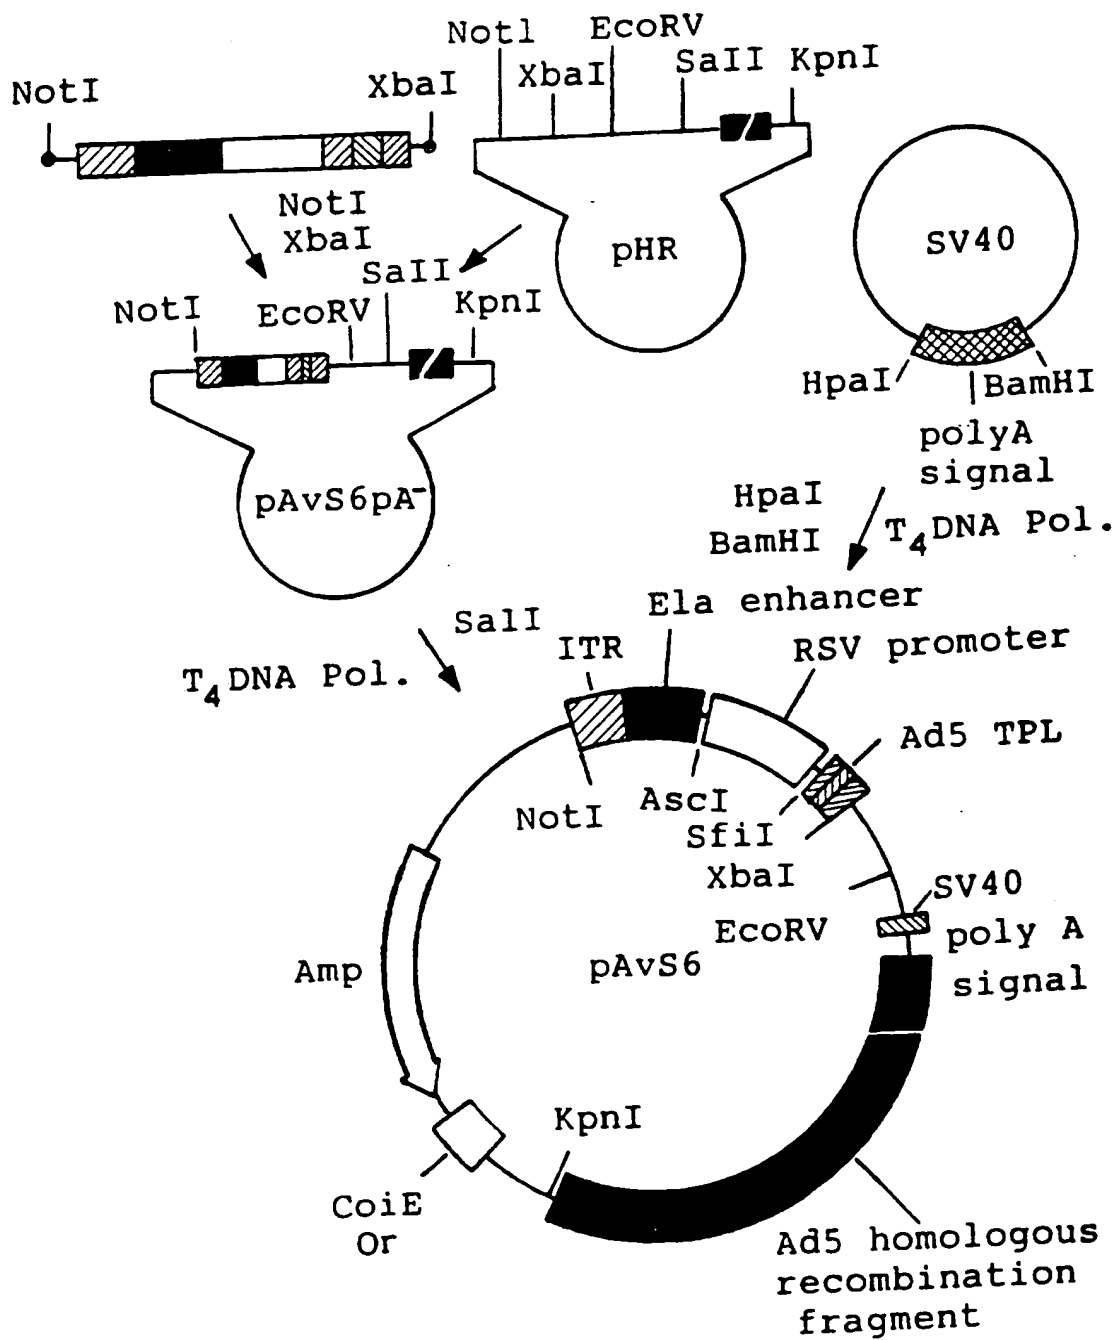 NotI
XbaI
NotI
XbaI
EcoRV
SaII
KpnI
pHR
SV40
HpaI
BamHI
polyA
signal
NotI
XbaI
NotI
EcoRV
SaII
KpnI
pAvS6pA-
HpaI
BamHI
T4DNA Pol.
SalI
T4DNA Pol.
ITR
Ela enhancer
RSV promoter
Ad5 TPL
NotI
AscI
SfiI
XbaI
EcoRV
SV40
poly A
signal
pAvS6
Amp
CoiE
Or
KpnI
Ad5 homologous
recombination
fragment